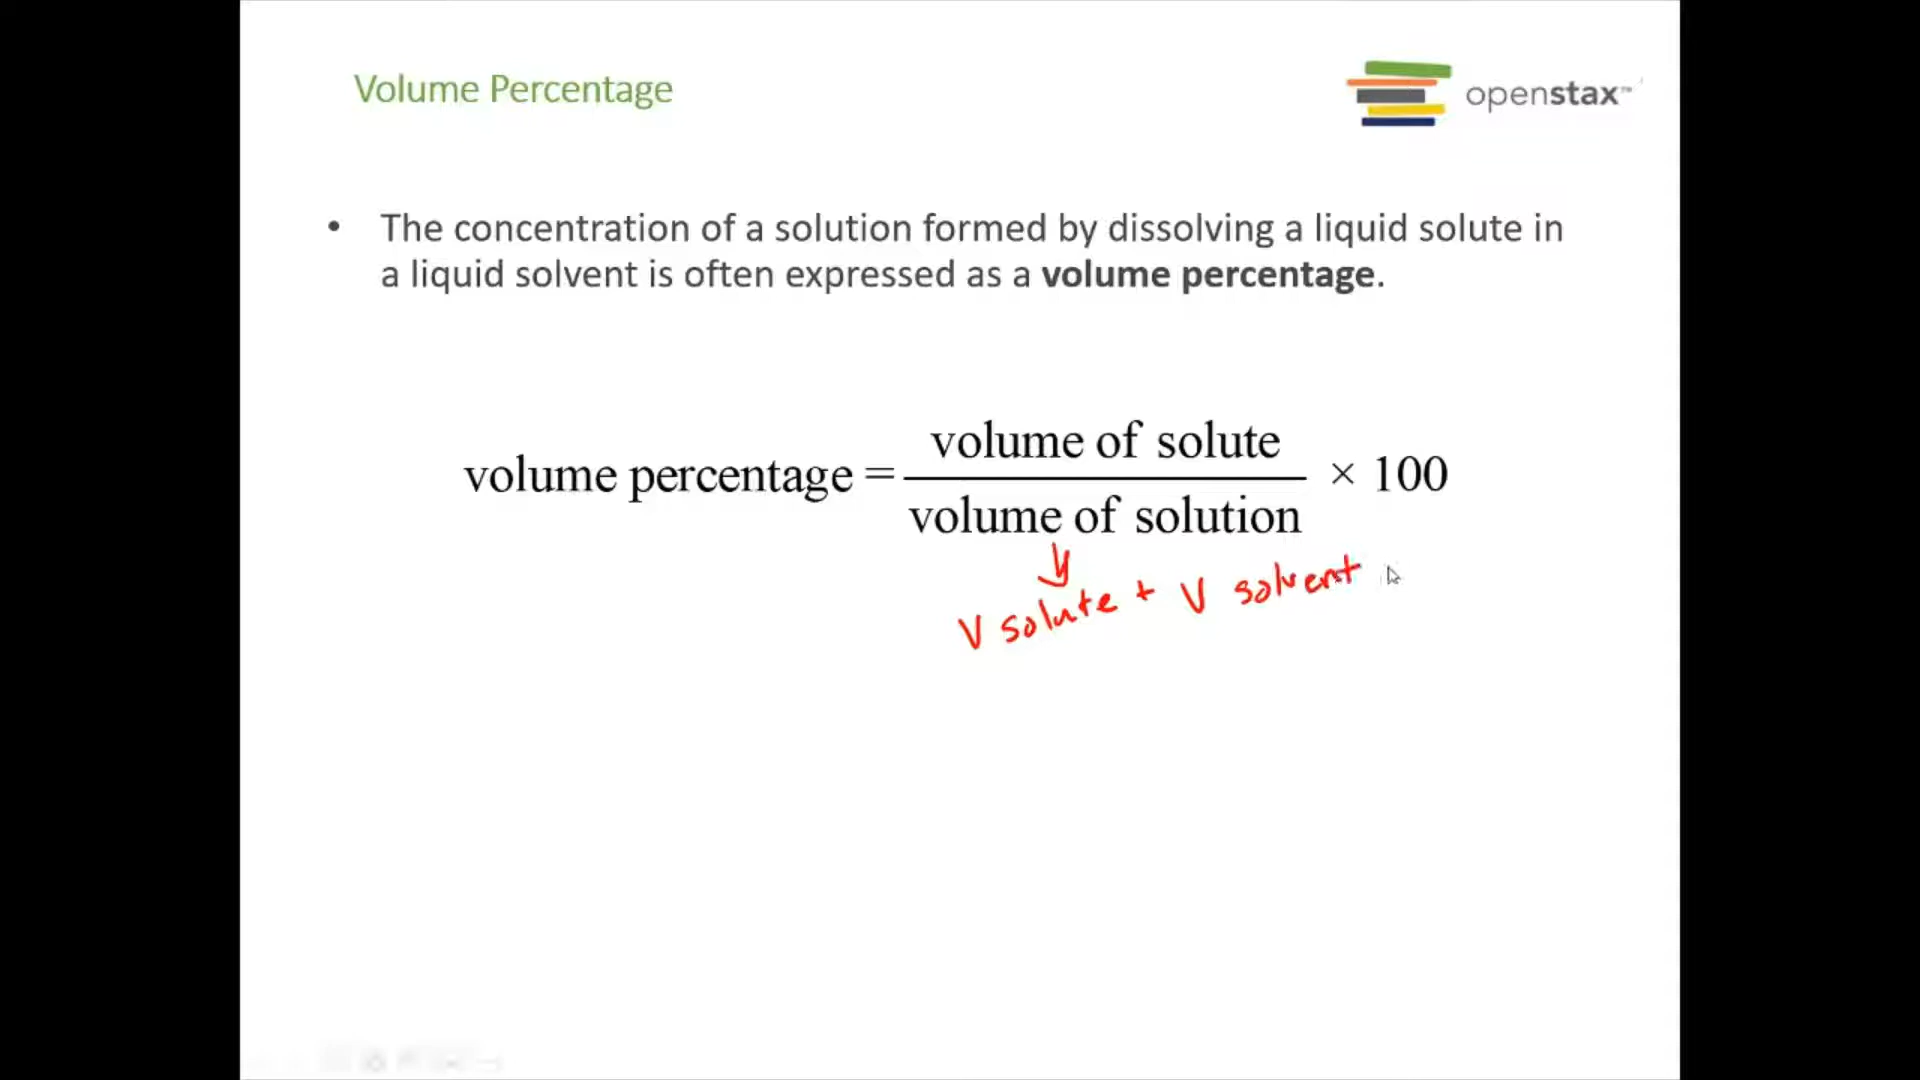 Volume Percentage
openstax™
• The concentration of a solution formed by dissolving a liquid solute in
a liquid solvent is often expressed as a volume percentage.
volume of solute
volume percentage = × 100
volume of solution
V solute + V solvent